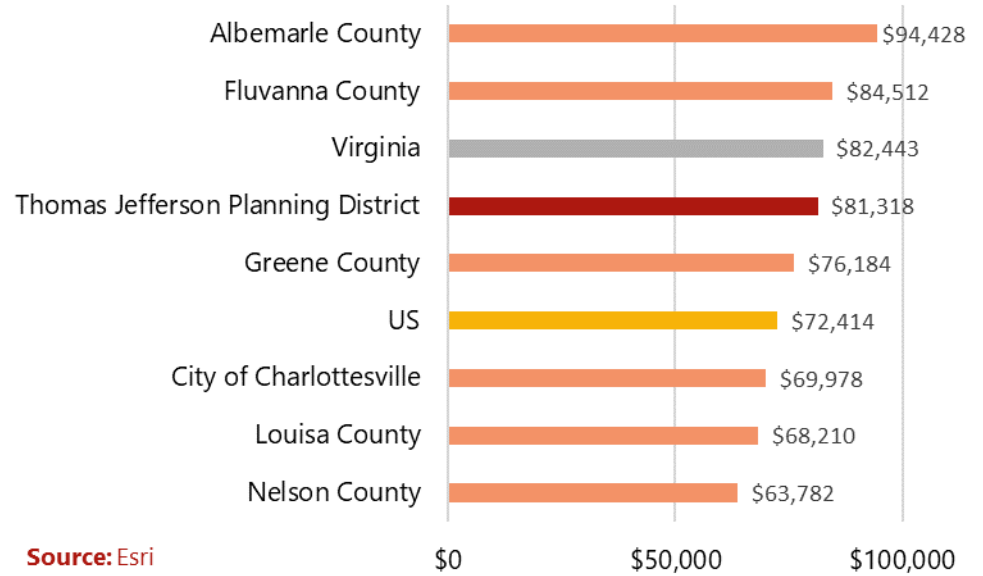 Albemarle County $94,428
Fluvanna County $84,512
Virginia $82,443
Thomas Jefferson Planning District $81,318
Greene County $76,184
US $72,414
City of Charlottesville $69,978
Louisa County $68,210
Nelson County $63,782
Source: Esri $0 $50,000 $100,000